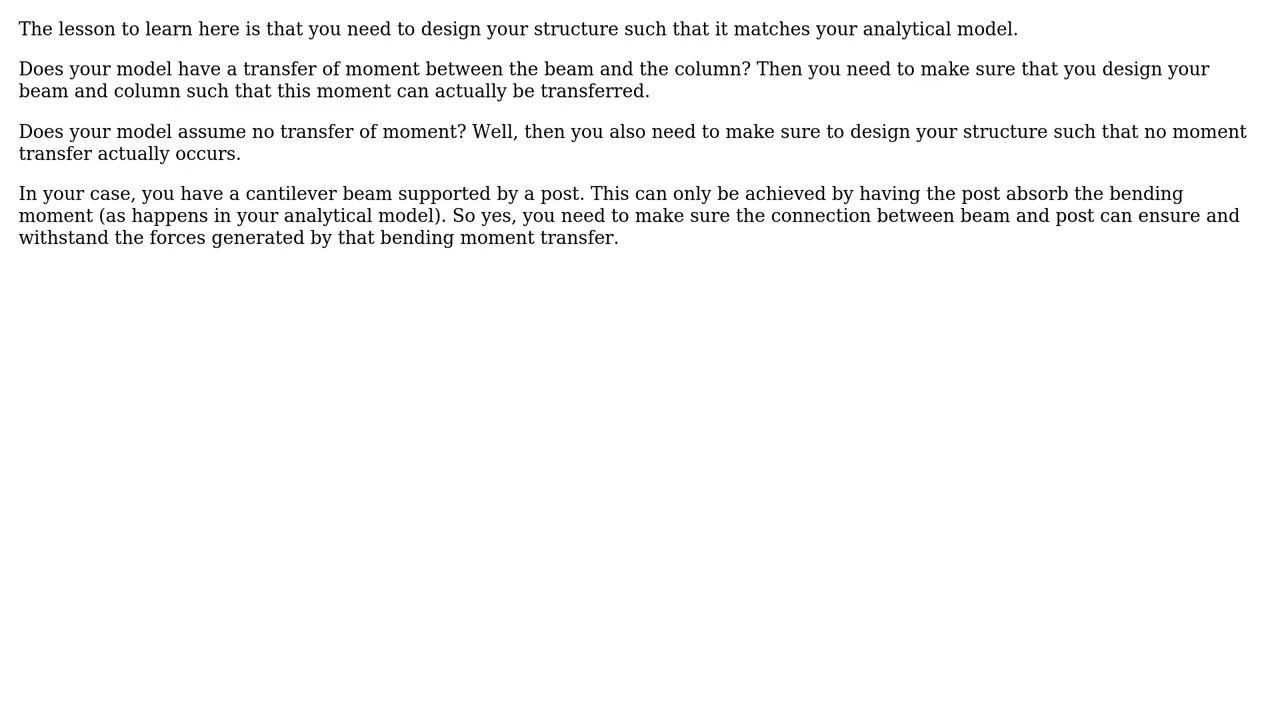 The lesson to learn here is that you need to design your structure such that it matches your analytical model.
Does your model have a transfer of moment between the beam and the column? Then you need to make sure that you design your
beam and column such that this moment can actually be transferred.
Does your model assume no transfer of moment? Well, then you also need to make sure to design your structure such that no moment
transfer actually occurs.
In your case, you have a cantilever beam supported by a post. This can only be achieved by having the post absorb the bending
moment (as happens in your analytical model). So yes, you need to make sure the connection between beam and post can ensure and
withstand the forces generated by that bending moment transfer.